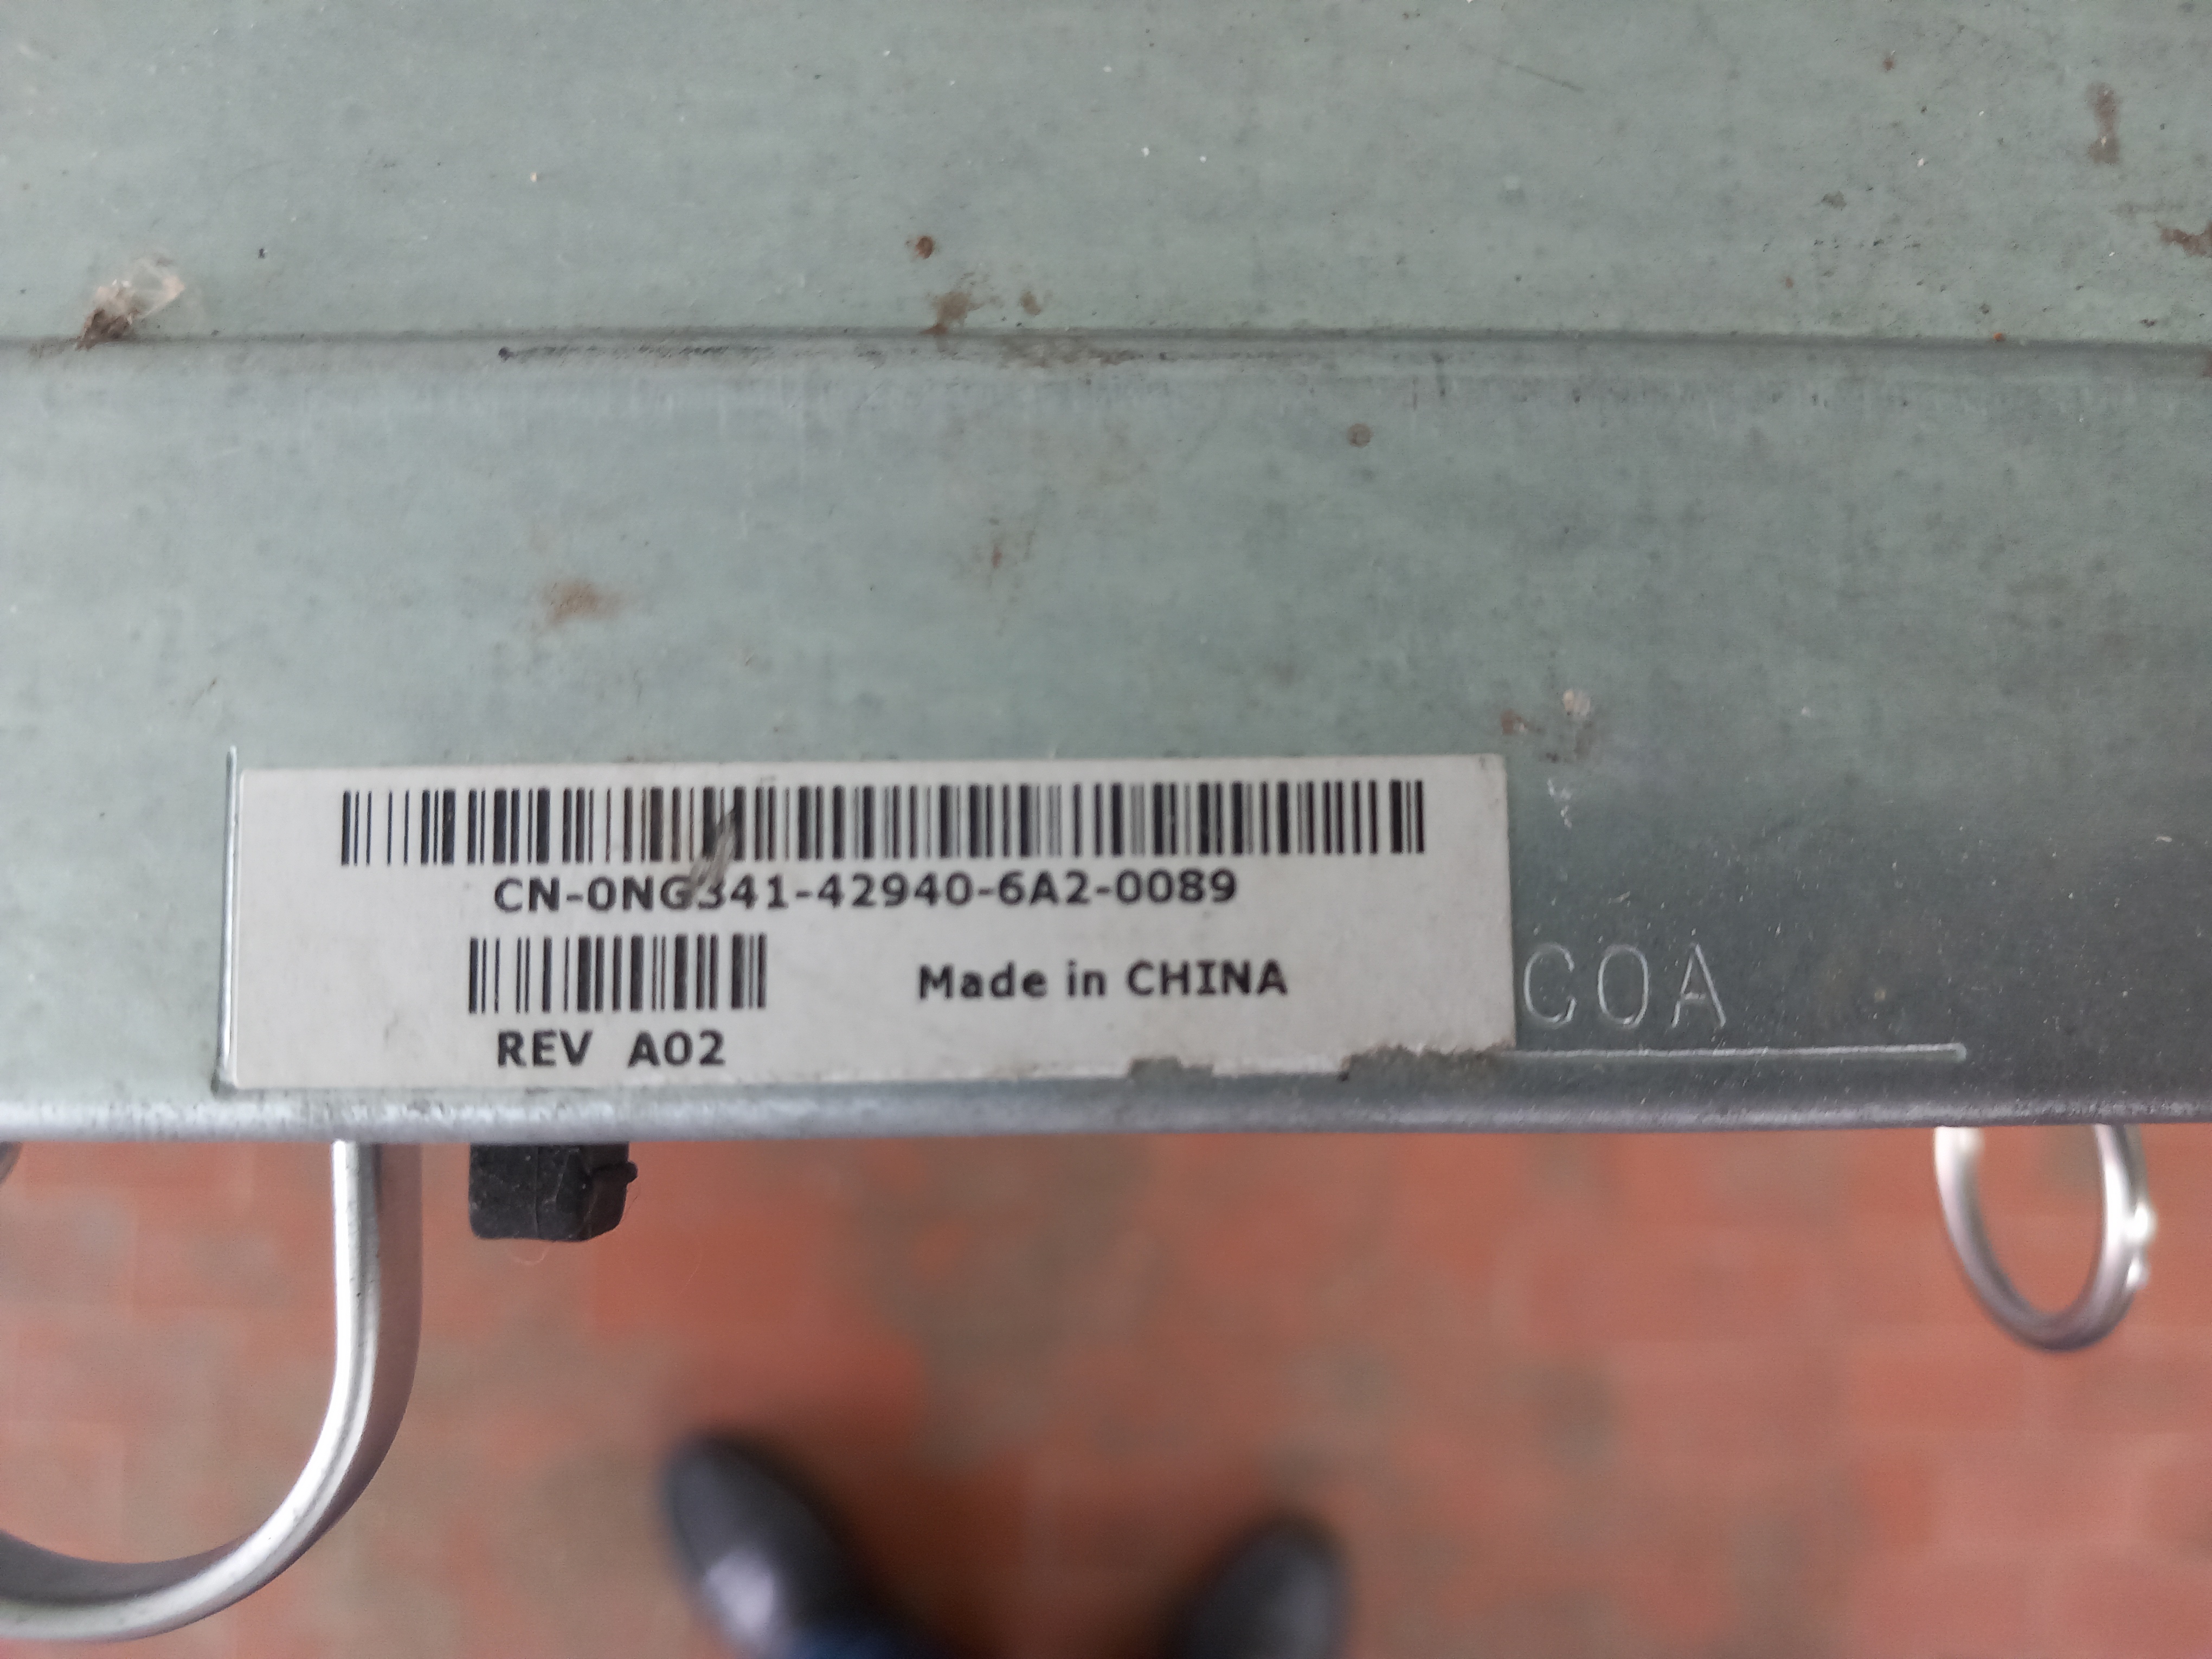 CN-0NG341-42940-6A2-0089
Made in CHINA
REV A02
COA